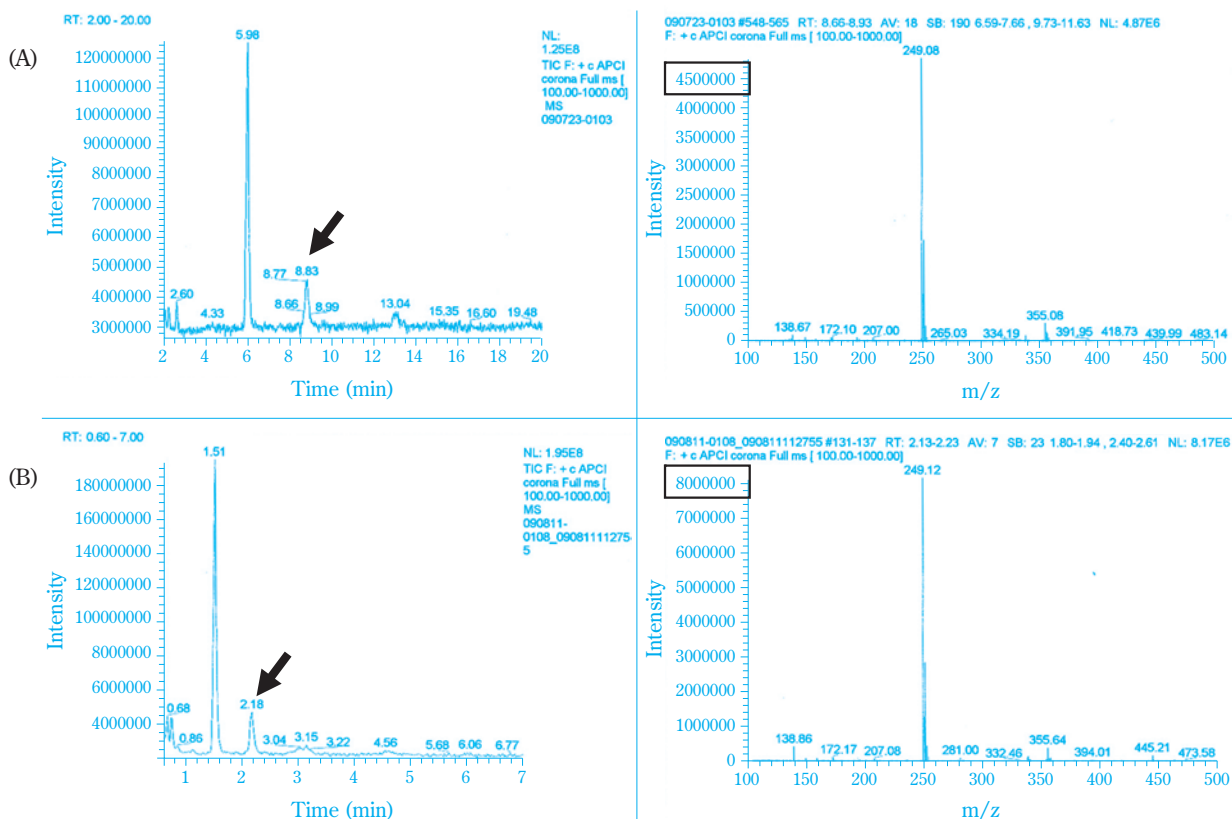 (A)
RT: 2.00 - 20.00
5.98
NL:
1.25E8
TIC F: + c APCI
corona Full ms [
100.00-1000.00]
MS
090723-0103
120000000
110000000
100000000
90000000
8000000
7000000
6000000
5000000
4000000
3000000
Intensity
2.60
4.33
8.77
8.83
8.66
8.99
13.04
15.35
16.60
19.48
2 4 6 8 10 12 14 16 18 20
Time (min)
090723-0103 #548-565 RT: 8.66-8.93 AV: 18 SB: 190 6.59-7.66 , 9.73-11.63 NL: 4.87E6
F: + c APCI corona Full ms [ 100.00-1000.00]
249.08
4500000
4000000
3500000
3000000
2500000
2000000
1500000
1000000
500000
0
Intensity
138.67
172.10
207.00
265.03
334.19
355.08
391.95
418.73
439.99
483.14
100 150 200 250 300 350 400 450 500
m/z
(B)
RT: 0.60 - 7.00
1.51
NL: 1.95E8
TIC F: + c APCI
corona Full ms [
100.00-1000.00]
MS
090811-
0108_09081111275
5
180000000
160000000
140000000
120000000
10000000
8000000
6000000
4000000
Intensity
0.68
0.86
2.18
3.04
3.15
3.22
4.56
5.68
6.06
6.77
1 2 3 4 5 6 7
Time (min)
090811-0108_090811112755 #131-137 RT: 2.13-2.23 AV: 7 SB: 23 1.80-1.94 , 2.40-2.61 NL: 8.17E6
F: + c APCI corona Full ms [ 100.00-1000.00]
249.12
8000000
7000000
6000000
5000000
4000000
3000000
2000000
1000000
0
Intensity
138.86
172.17
207.08
281.00
332.46
355.64
394.01
445.21
473.58
100 150 200 250 300 350 400 450 500
m/z